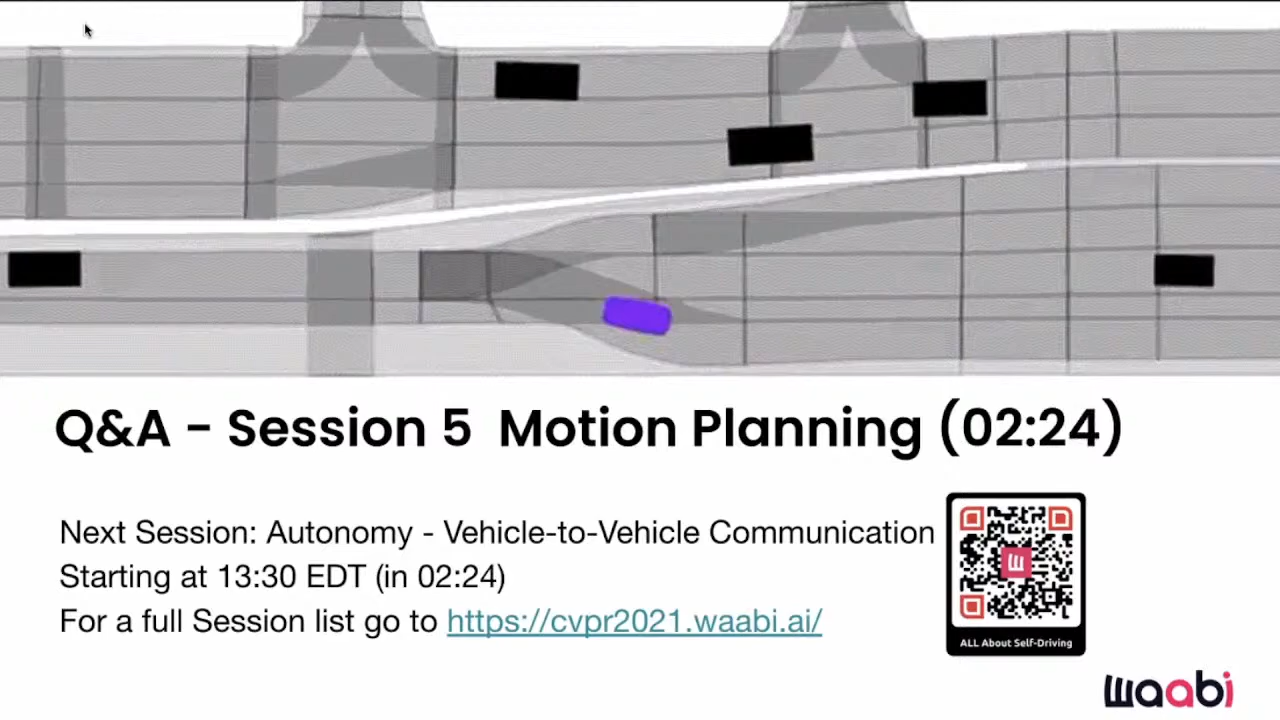 Q&A - Session 5 Motion Planning (02:24)
Next Session: Autonomy - Vehicle-to-Vehicle Communication
Starting at 13:30 EDT (in 02:24)
For a full Session list go to https://cvpr2021.waabi.ai/
ALL About Self-Driving
waabi